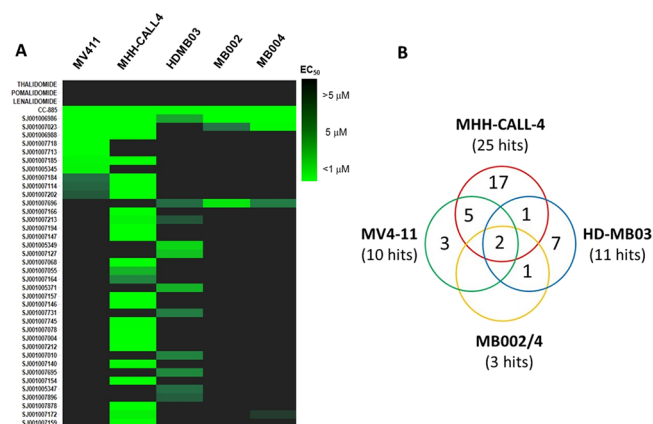 A
MV411
MHH-CALL4
HDMB03
MB002
MB004
THALIDOMIDE
POMALIDOMIDE
LENALIDOMIDE
CC-885
SJ001006986
SJ001007023
SJ001006988
SJ001007718
SJ001007713
SJ001007185
SJ001005345
SJ001007184
SJ001007114
SJ001007202
SJ001007696
SJ001007166
SJ001007213
SJ001007194
SJ001007147
SJ001005349
SJ001007127
SJ001007068
SJ001007055
SJ001007164
SJ001005371
SJ001007157
SJ001007146
SJ001007731
SJ001007745
SJ001007078
SJ001007004
SJ001007212
SJ001007010
SJ001007140
SJ001007695
SJ001007154
SJ001005347
SJ001007896
SJ001007878
SJ001007172
SJ001007159
EC50
>5 µM
5 µM
<1 µM
B
MHH-CALL-4
(25 hits)
17
5
1
MV4-11
(10 hits)
3
2
7
HD-MB03
(11 hits)
1
MB002/4
(3 hits)